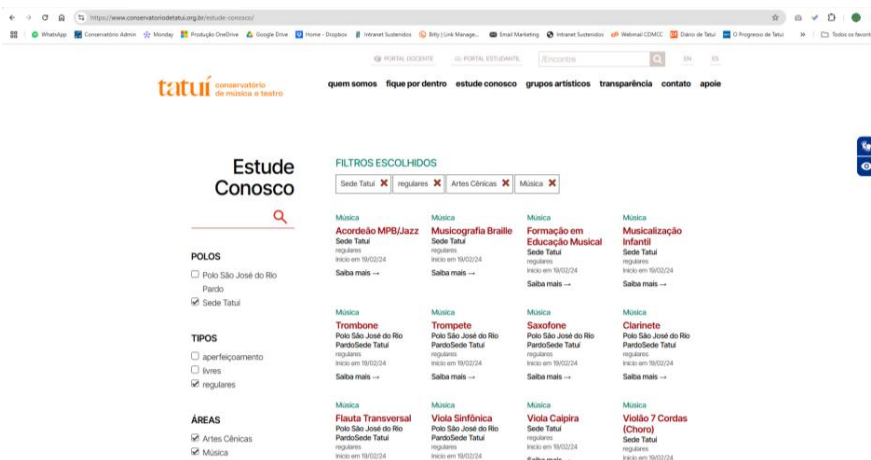 https://www.conservatoriodetatui.org.br/estude-conosco/
WhatsApp Conservatório Admin Monday Produção OneDrive Google Drive Home - Dropbox Intranet Sustenidos Bitly | Link Manage... Email Marketing Intranet Sustenidos Webmail CDMCC Diário de Tatuí O Progresso de Tatuí » Todos os favorit
PORTAL DOCENTE PORTAL ESTUDANTIL /Encontre EN ES
tatuí conservatório
de música e teatro
quem somos fique por dentro estude conosco grupos artísticos transparência contato apoie
Estude
Conosco
POLOS
Polo São José do Rio
Pardo
Sede Tatuí
TIPOS
aperfeiçoamento
livres
regulares
ÁREAS
Artes Cênicas
Música
FILTROS ESCOLHIDOS
Sede Tatuí ✖ regulares ✖ Artes Cênicas ✖ Música ✖
Música
Acordeão MPB/Jazz
Sede Tatuí
regulares
Início em 19/02/24
Saiba mais →
Música
Musicografia Braille
Sede Tatuí
regulares
Início em 19/02/24
Saiba mais →
Música
Formação em
Educação Musical
Sede Tatuí
regulares
Início em 19/02/24
Saiba mais →
Música
Musicalização
Infantil
Sede Tatuí
regulares
Início em 19/02/24
Saiba mais →
Música
Trombone
Polo São José do Rio
PardoSede Tatuí
regulares
Início em 19/02/24
Saiba mais →
Música
Trompete
Polo São José do Rio
PardoSede Tatuí
regulares
Início em 19/02/24
Saiba mais →
Música
Saxofone
Polo São José do Rio
PardoSede Tatuí
regulares
Início em 19/02/24
Saiba mais →
Música
Clarinete
Polo São José do Rio
PardoSede Tatuí
regulares
Início em 19/02/24
Saiba mais →
Música
Flauta Transversal
Polo São José do Rio
PardoSede Tatuí
regulares
Início em 19/02/24
Música
Viola Sinfônica
Polo São José do Rio
PardoSede Tatuí
regulares
Início em 19/02/24
Música
Viola Caipira
Sede Tatuí
regulares
Início em 19/02/24
Saiba mais →
Música
Violão 7 Cordas
(Choro)
Sede Tatuí
regulares
Início em 19/02/24